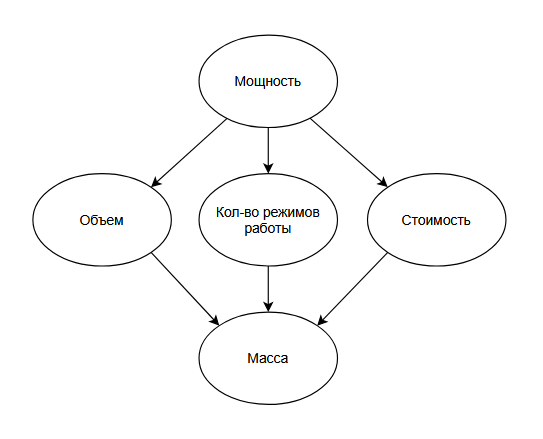 Мощность
Объем
Кол-во режимов
работы
Стоимость
Масса